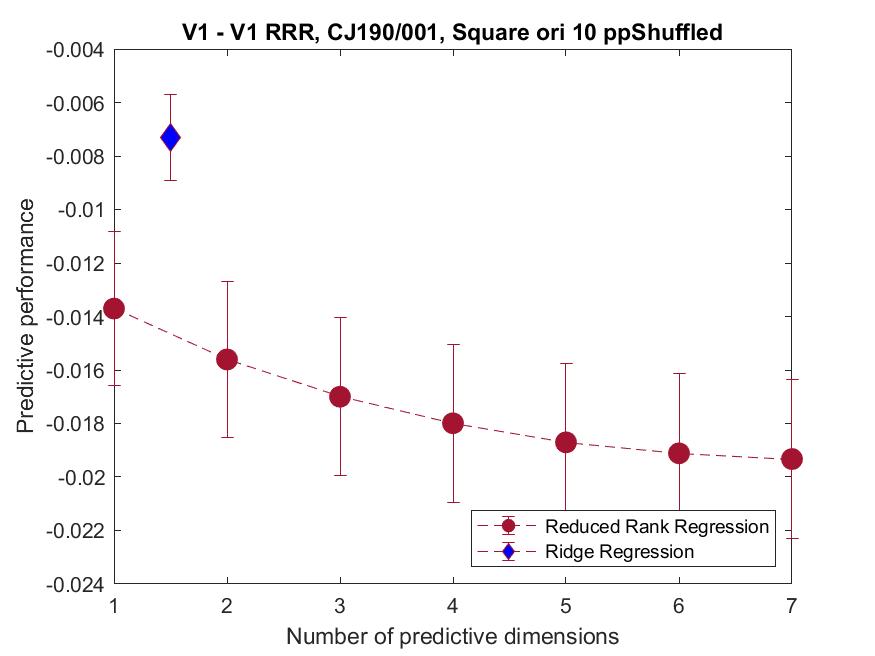 V1 - V1 RRR, CJ190/001, Square ori 10 ppShuffled
-0.004
-0.006
-0.008
-0.01
-0.012
-0.014
-0.016
-0.018
-0.02
-0.022
-0.024
Predictive performance
Reduced Rank Regression
Ridge Regression
1 2 3 4 5 6 7
Number of predictive dimensions